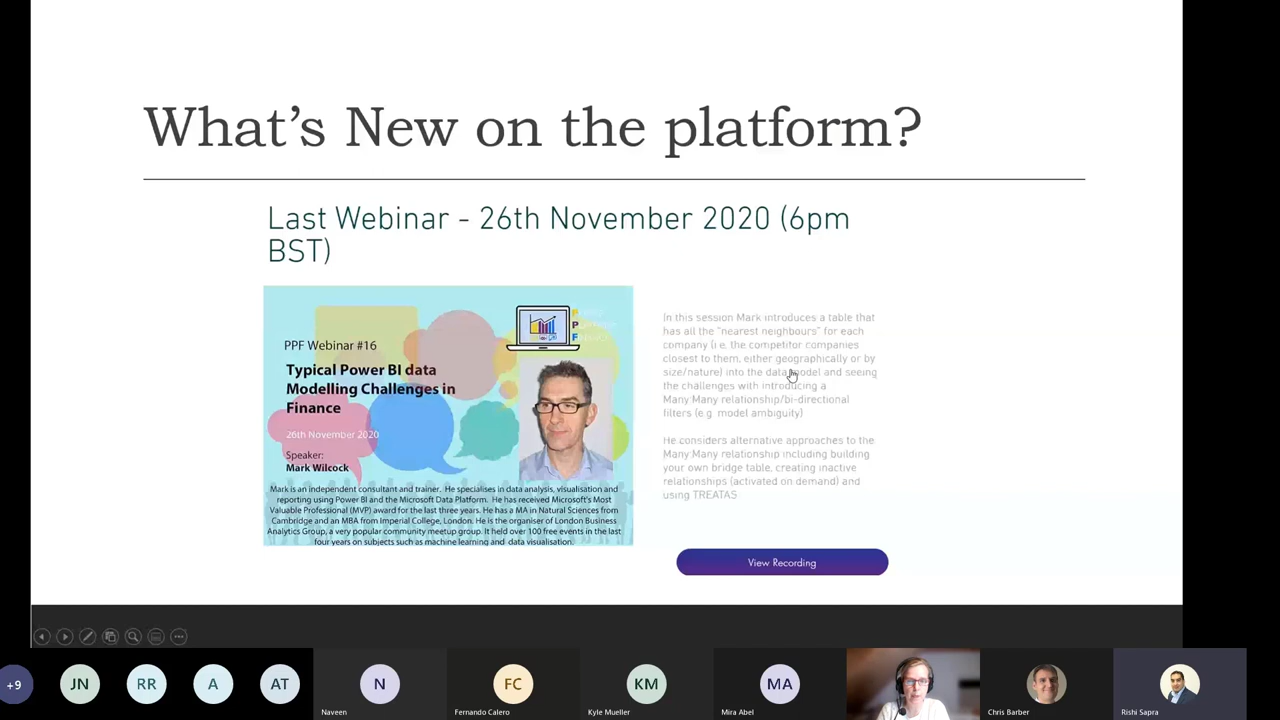 What's New on the platform?
Last Webinar - 26th November 2020 (6pm
BST)
PPF Webinar #16
Typical Power BI data
Modelling Challenges in
Finance
26th November 2020
Speaker:
Mark Wilcock
Mark is an independent consultant and trainer. He specialises in data analysis, visualisation and
reporting using Power BI and the Microsoft Data Platform. He has received Microsoft's Most
Valuable Professional (MVP) award for the last three years. He has a MA in Natural Sciences from
Cambridge and an MBA from Imperial College, London. He is the organiser of London Business
Analytics Group, a very popular community meetup group. It held over 100 free events in the last
four years on subjects such as machine learning and data visualisation.
In this session Mark introduces a table that
has all the "nearest neighbours" for each
company (i.e. the competitor companies
closest to them, either geographically or by
size/nature) into the data model and seeing
the challenges with introducing a
Many:Many relationship/bi-directional
filters (e.g. model ambiguity)
He considers alternative approaches to the
Many:Many relationship including building
your own bridge table, creating inactive
relationships (activated on demand) and
using TREATAS
View Recording
+9
JN
RR
A
AT
N
FC
KM
MA
Naveen
Fernando Calero
Kyle Mueller
Mira Abel
Chris Barber
Rishi Sapra